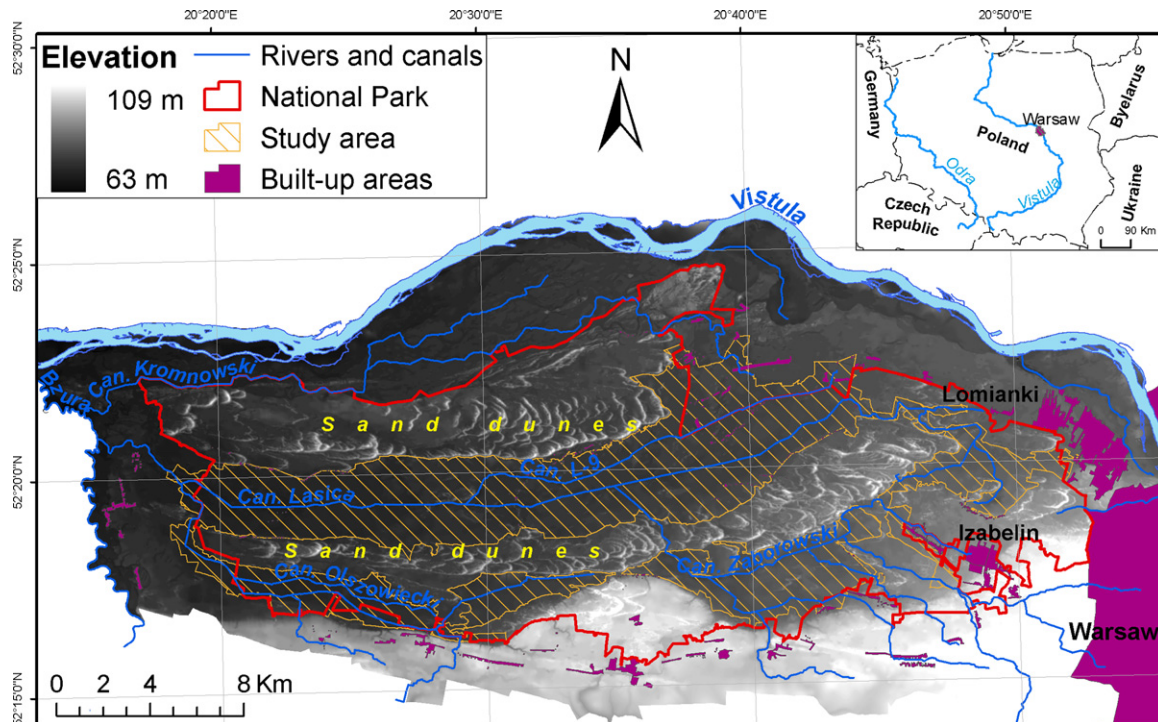 20°20'0"E 20°30'0"E 20°40'0"E 20°50'0"E
52°30'0"N
52°25'0"N
52°20'0"N
52°15'0"N
Elevation
109 m
63 m
Rivers and canals
National Park
Study area
Built-up areas
N
Germany
Poland
Warsaw
Byelarus
Odra
Vistula
Ukraine
Czech
Republic
0 90 Km
Vistula
Bzura
Can. Kromnowski
Sand dunes
Lomianki
Can. L9
Can. Lasica
Izabelin
Sand dunes
Can. Zaborowski
Can. Olszowiecki
Warsaw
0 2 4 8 Km